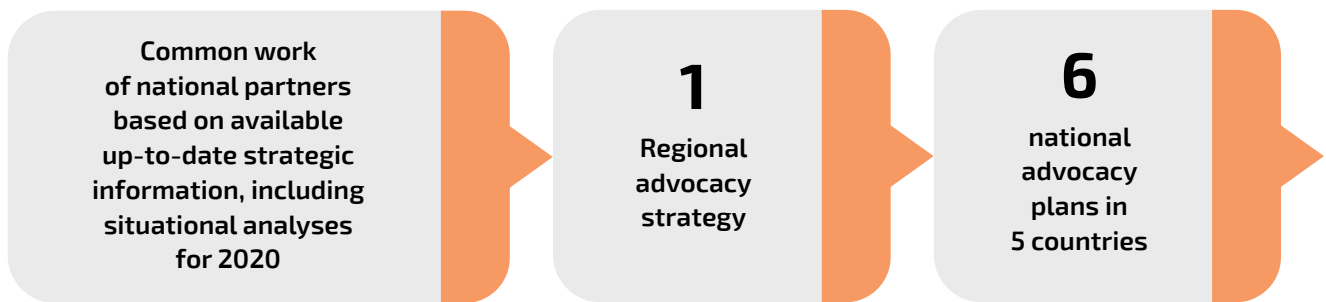 Common work
of national partners
based on available
up-to-date strategic
information, including
situational analyses
for 2020
1
Regional
advocacy
strategy
6
national
advocacy
plans in
5 countries